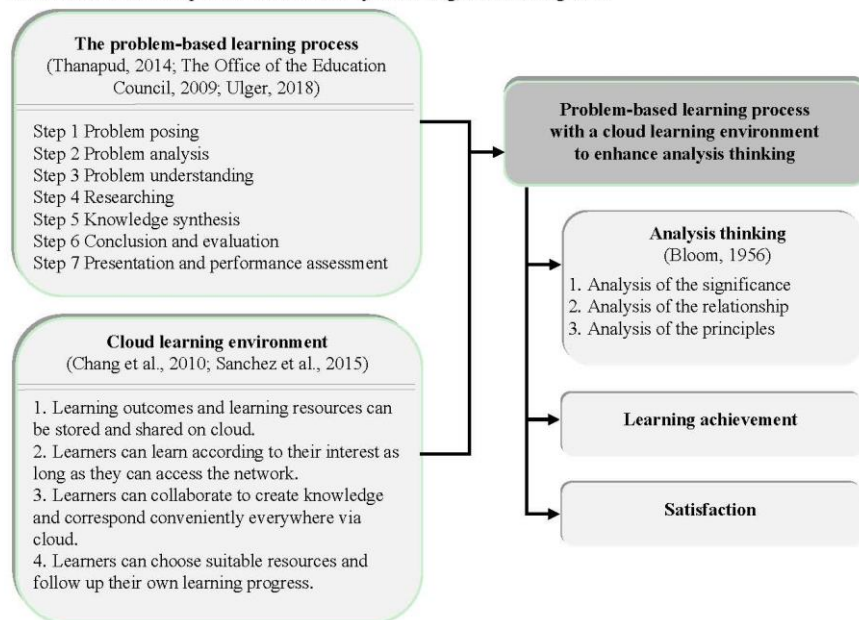 The problem-based learning process
(Thanapud, 2014; The Office of the Education
Council, 2009; Ulger, 2018)
Step 1 Problem posing
Step 2 Problem analysis
Step 3 Problem understanding
Step 4 Researching
Step 5 Knowledge synthesis
Step 6 Conclusion and evaluation
Step 7 Presentation and performance assessment
Cloud learning environment
(Chang et al., 2010; Sanchez et al., 2015)
1. Learning outcomes and learning resources can
be stored and shared on cloud.
2. Learners can learn according to their interest as
long as they can access the network.
3. Learners can collaborate to create knowledge
and correspond conveniently everywhere via
cloud.
4. Learners can choose suitable resources and
follow up their own learning progress.
Problem-based learning process
with a cloud learning environment
to enhance analysis thinking
Analysis thinking
(Bloom, 1956)
1. Analysis of the significance
2. Analysis of the relationship
3. Analysis of the principles
Learning achievement
Satisfaction